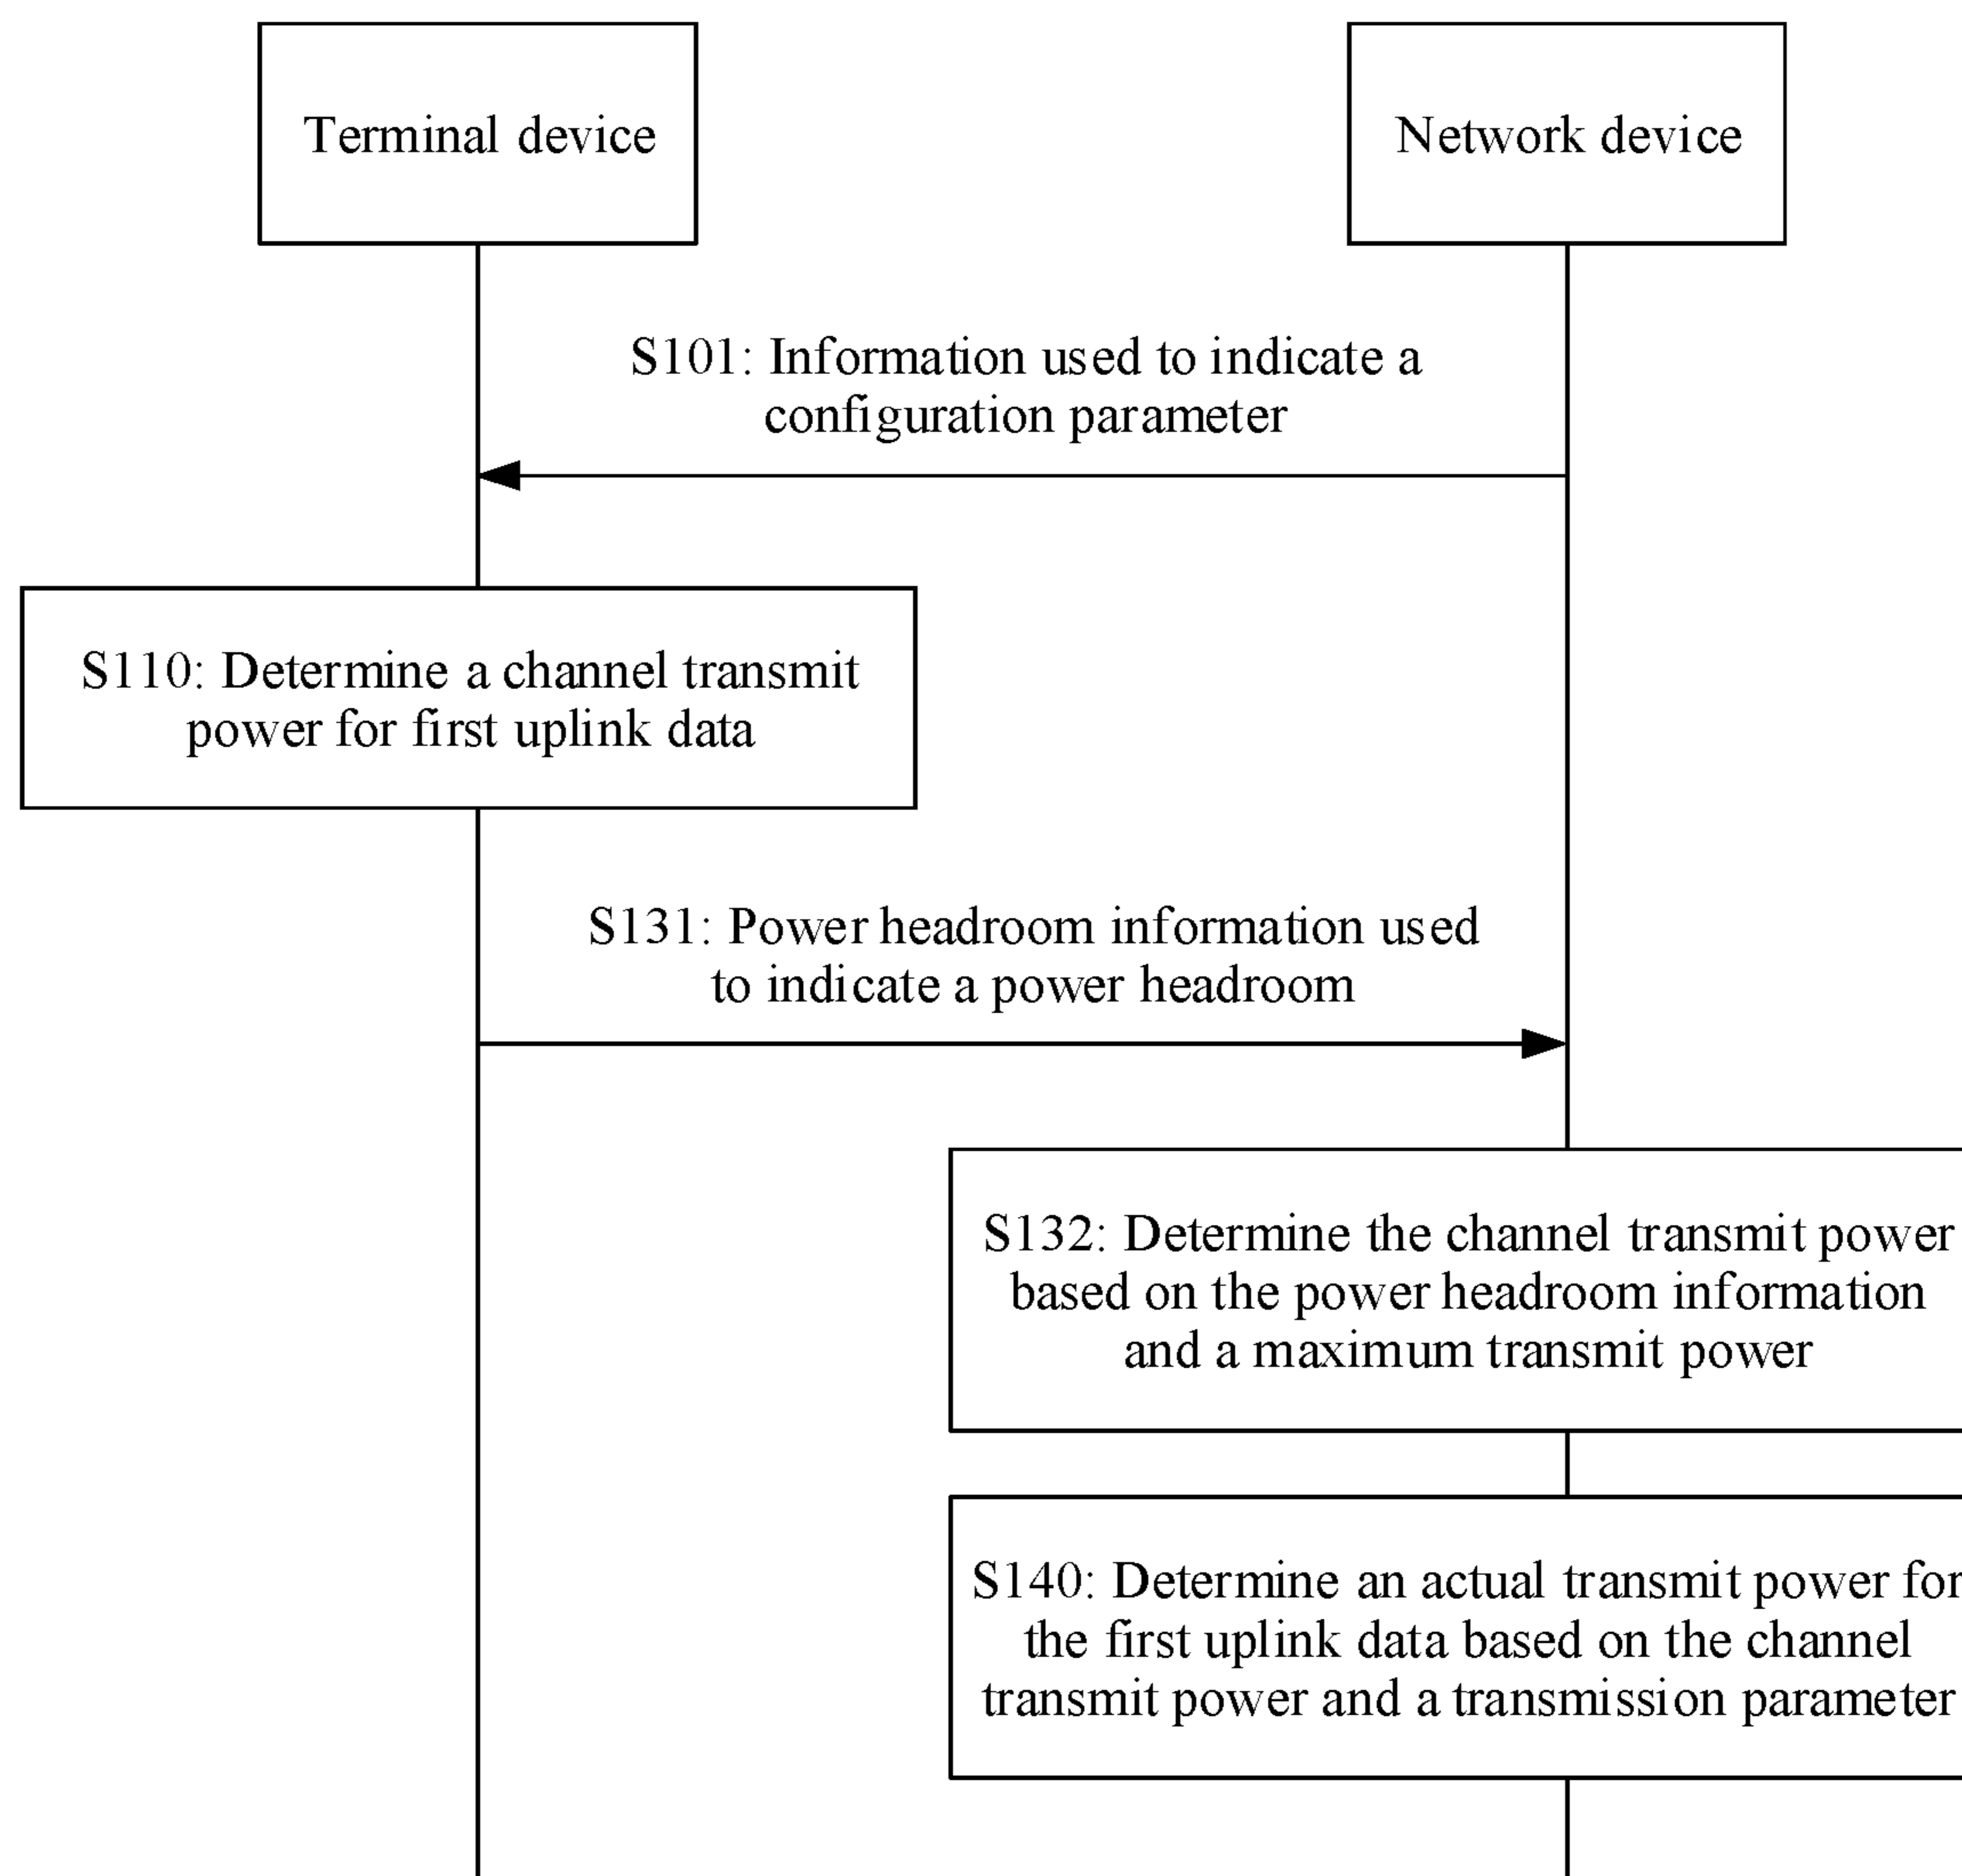 Terminal device
Network device
S101: Information used to indicate a
configuration parameter
S110: Determine a channel transmit
power for first uplink data
S131: Power headroom information used
to indicate a power headroom
S132: Determine the channel transmit power
based on the power headroom information
and a maximum transmit power
S140: Determine an actual transmit power for
the first uplink data based on the channel
transmit power and a transmission parameter